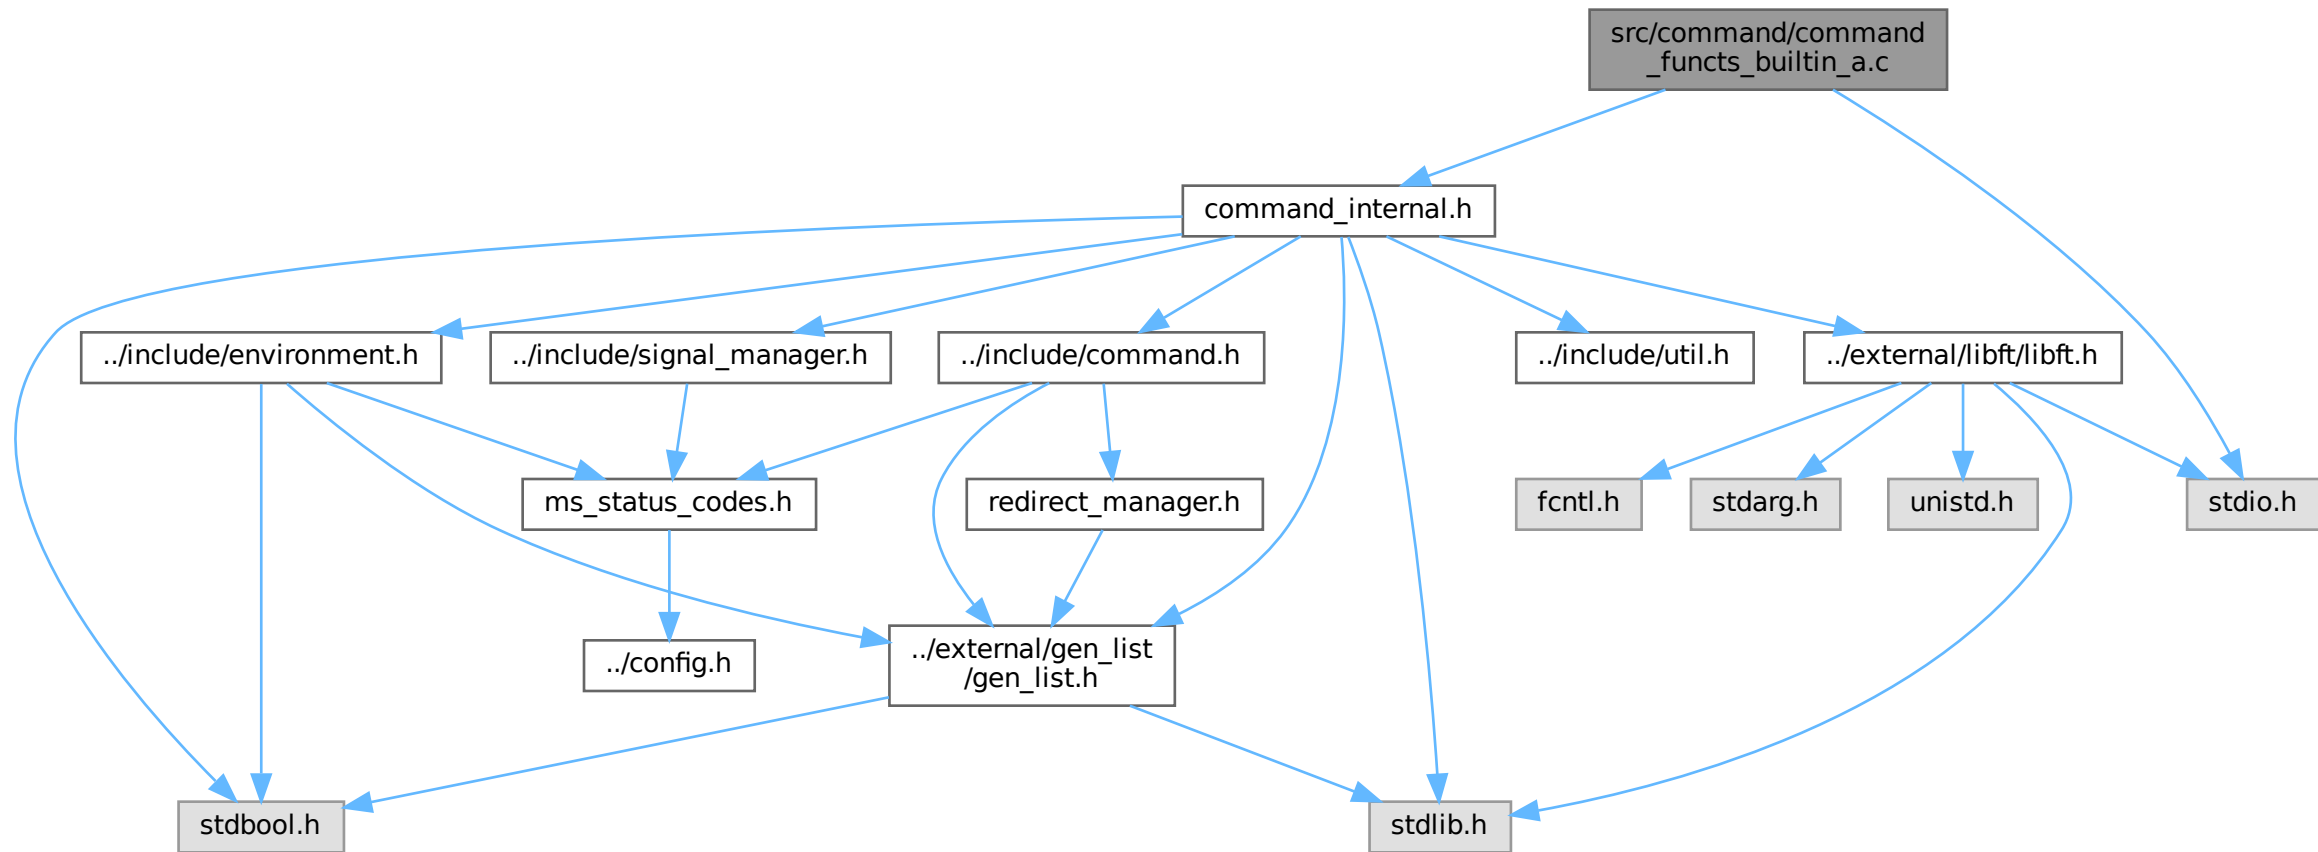 src/command/command
_functs_builtin_a.c
command_internal.h
../include/environment.h
../include/signal_manager.h
../include/command.h
../include/util.h
../external/libft/libft.h
ms_status_codes.h
redirect_manager.h
fcntl.h
stdarg.h
unistd.h
stdio.h
../config.h
../external/gen_list
/gen_list.h
stdbool.h
stdlib.h